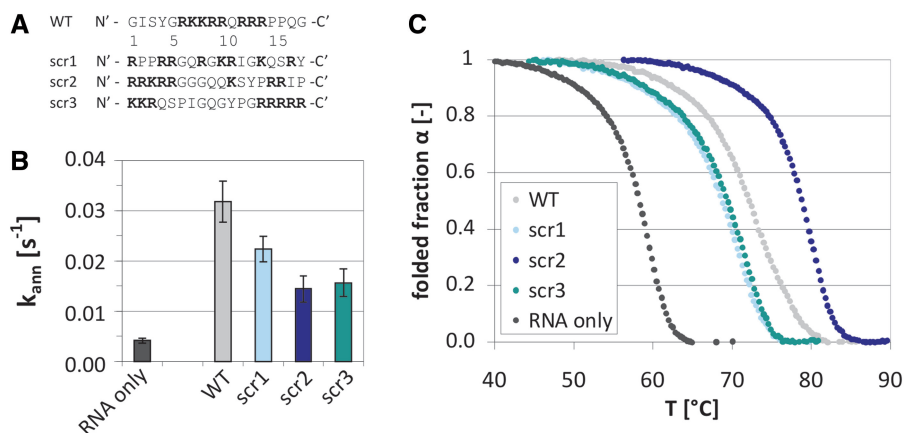 A
WT N' - GISYGRKKRRQRRRPPQG -C'
1 5 10 15
scr1 N' - RPPRRGQRGKRIGKQSRY -C'
scr2 N' - RRKRRGGGQQKSYPRRIP -C'
scr3 N' - KKRQSPIGQGYPGRRRRR -C'
B
k_ann [s⁻¹]
0.04
0.03
0.02
0.01
0.00
RNA only
WT
scr1
scr2
scr3
C
folded fraction α [-]
1
0.8
0.6
0.4
0.2
0.0
WT
scr1
scr2
scr3
RNA only
40 50 60 70 80 90
T [°C]